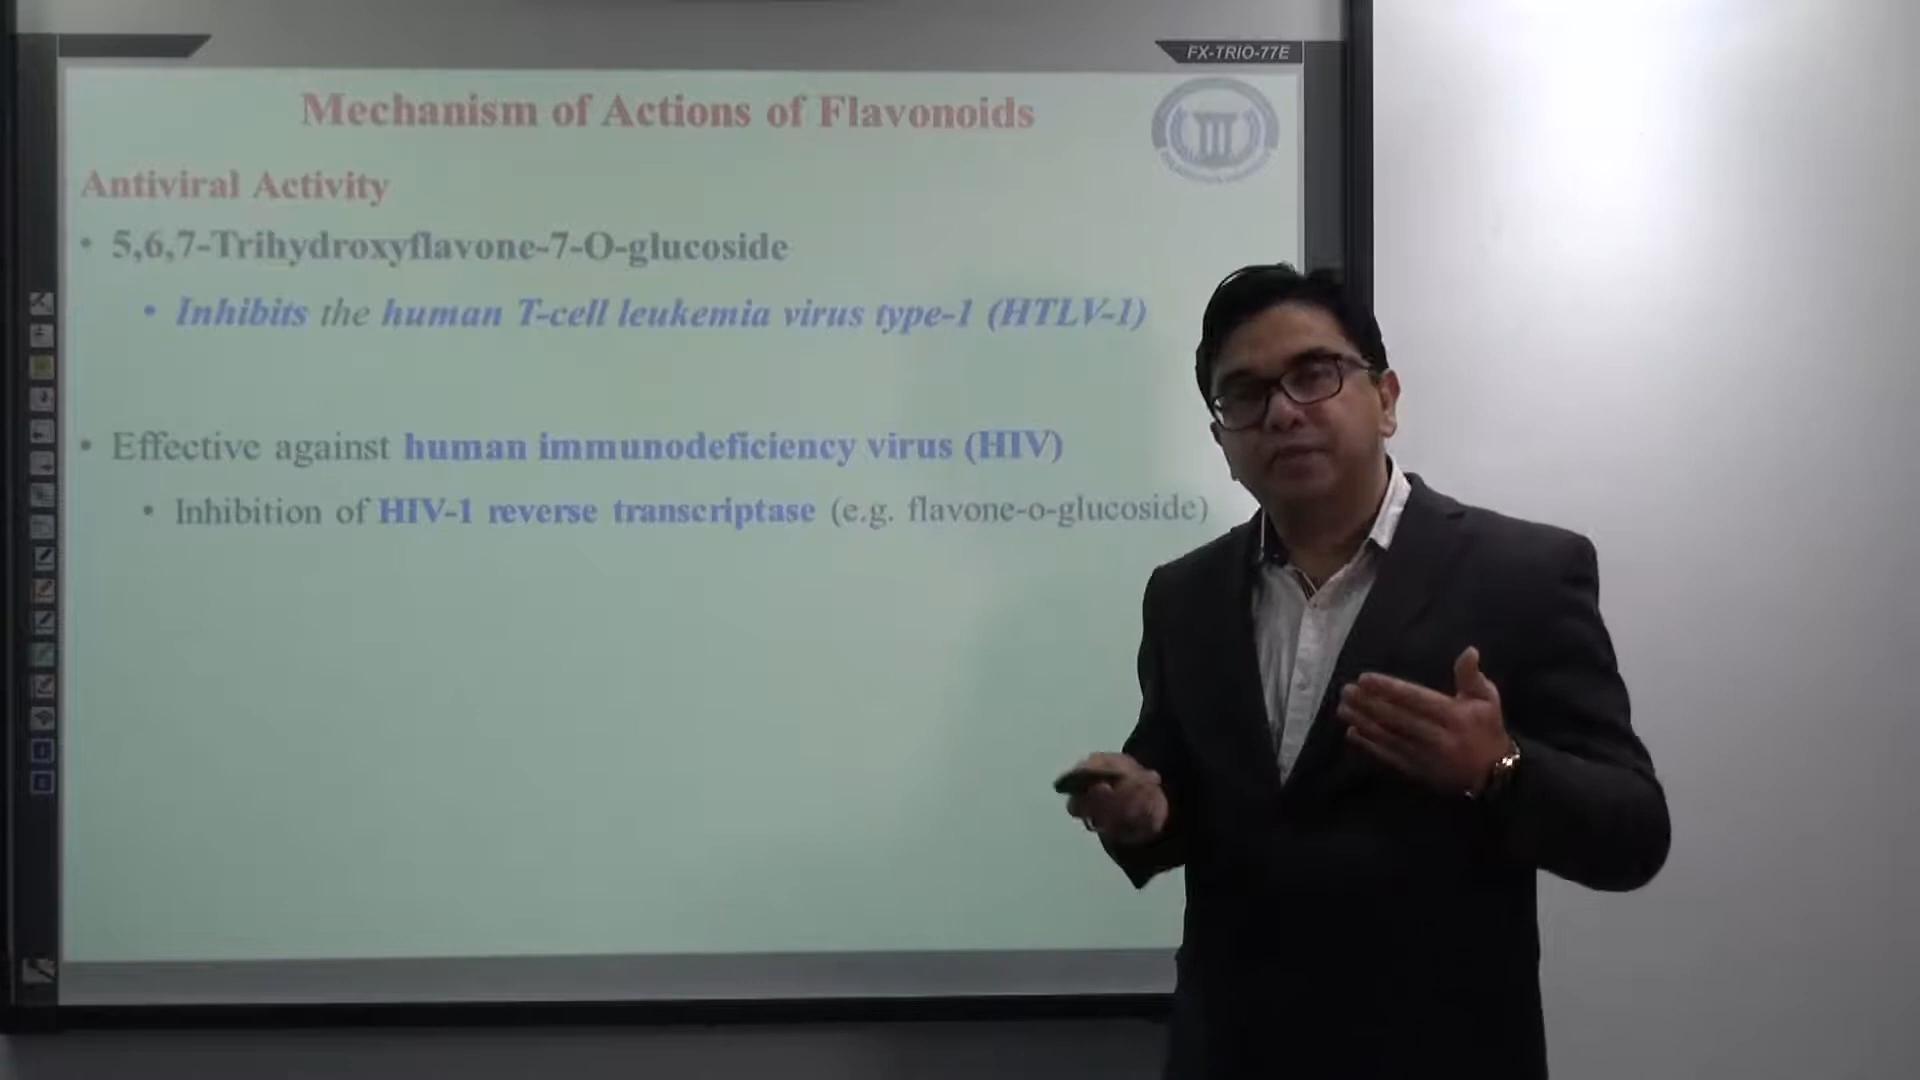 FX-TRIO-77E
Mechanism of Actions of Flavonoids
Antiviral Activity
• 5,6,7-Trihydroxyflavone-7-O-glucoside
• Inhibits the human T-cell leukemia virus type-1 (HTLV-1)
• Effective against human immunodeficiency virus (HIV)
• Inhibition of HIV-1 reverse transcriptase (e.g. flavone-o-glucoside)